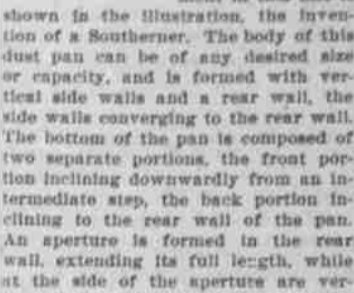 shown in the illustration, the inven-
tion of a Southerner. The body of this
dust pan can be of any desired size
or capacity, and is formed with ver-
tical side walls and a rear wall, the
side walls converging to the rear wall.
The bottom of the pan is composed of
two separate portions, the front por-
tion inclining downwardly from an in-
termediate step, the back portion in-
clining to the rear wall of the pan.
An aperture is formed in the rear
wall, extending its full length, while
at the side of the aperture are ver-